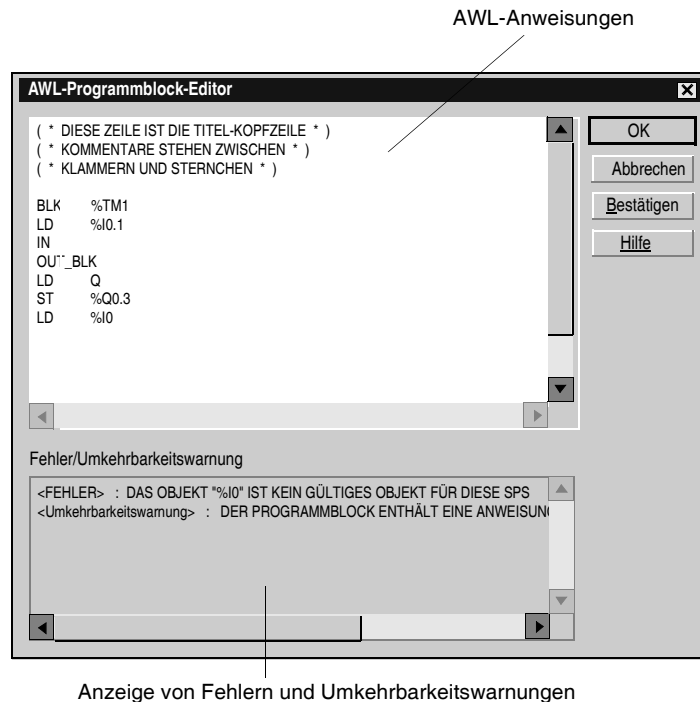 AWL-Anweisungen
AWL-Programmblock-Editor
( * DIESE ZEILE IST DIE TITEL-KOPFZEILE * )
( * KOMMENTARE STEHEN ZWISCHEN * )
( * KLAMMERN UND STERNCHEN * )
BLK %TM1
LD %I0.1
IN
OUT_BLK
LD Q
ST %Q0.3
LD %I0
OK
Abbrechen
Bestätigen
Hilfe
Fehler/Umkehrbarkeitswarnung
<FEHLER> : DAS OBJEKT "%I0" IST KEIN GÜLTIGES OBJEKT FÜR DIESE SPS
<Umkehrbarkeitswarnung> : DER PROGRAMMBLOCK ENTHÄLT EINE ANWEISUN
Anzeige von Fehlern und Umkehrbarkeitswarnungen